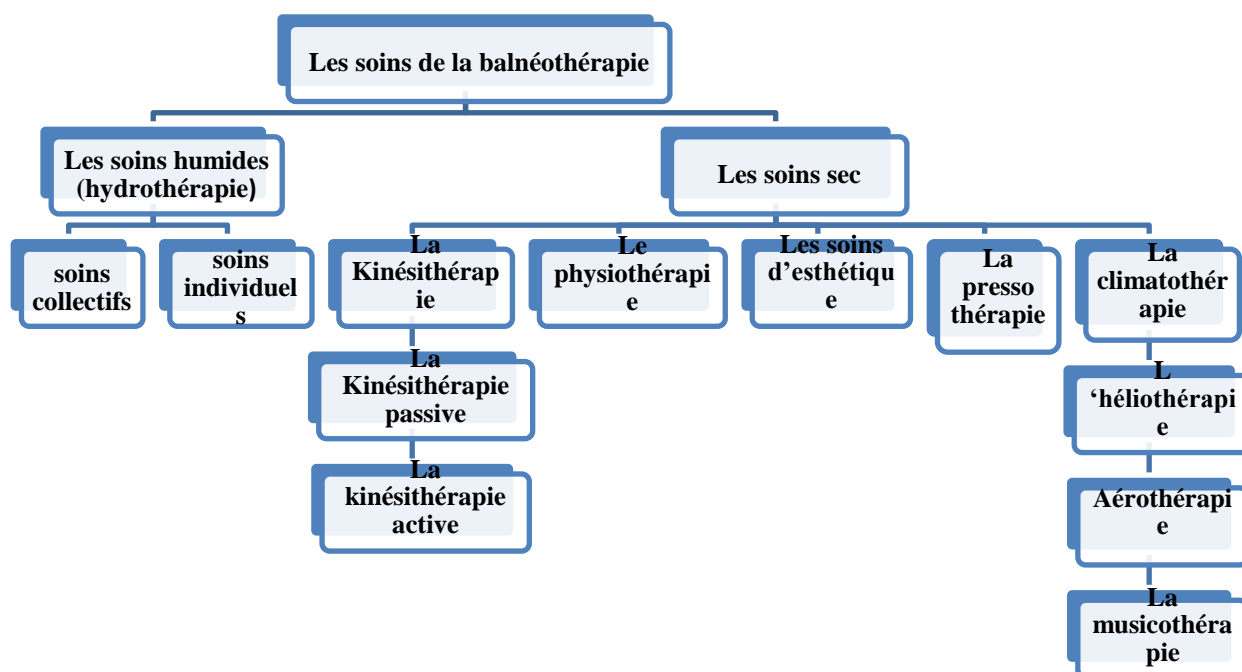 Les soins de la balnéothérapie
Les soins humides
(hydrothérapie)
Les soins sec
soins
collectifs
soins
individuel
s
La
Kinésithérap
ie
Le
physiothérapi
e
Les soins
d’esthétiqu
e
La
presso
thérapie
La
climatothér
apie
La
Kinésithérapie
passive
La
kinésithérapie
active
L
‘héliothérapi
e
Aérothérapi
e
La
musicothéra
pie